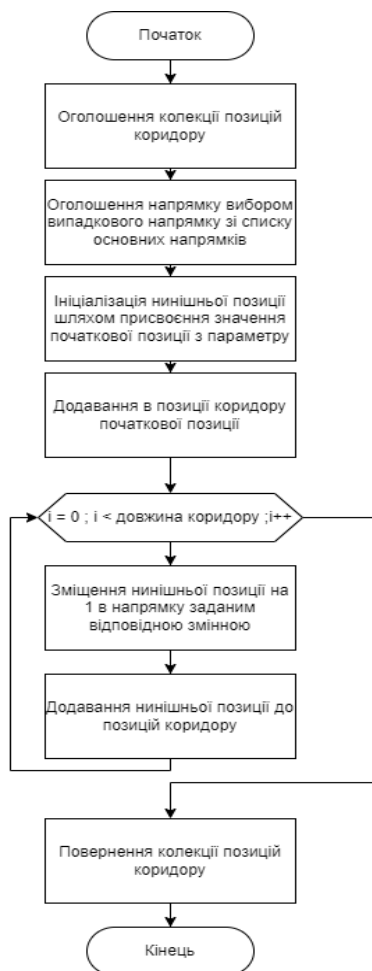 Початок
Оголошення колекції позицій
коридору
Оголошення напрямку вибором
випадкового напрямку зі списку
основних напрямків
Ініціалізація нинішньої позиції
шляхом присвоєння значення
початкової позиції з параметру
Додавання в позиції коридору
початкової позиції
i = 0 ; i < довжина коридору ;i++
Зміщення нинішньої позиції на
1 в напрямку заданим
відповідною змінною
Додавання нинішньої позиції до
позицій коридору
Повернення колекції позицій
коридору
Кінець